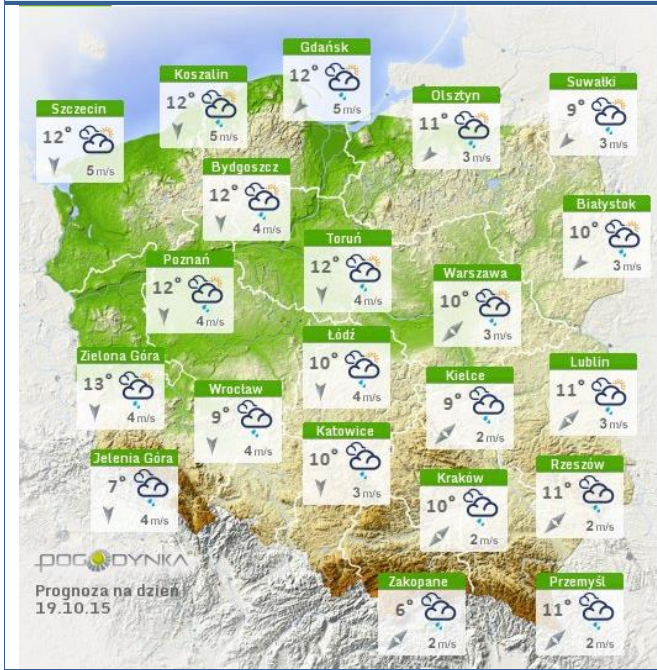 Gdańsk
12°
5 m/s
Koszalin
12°
5 m/s
Szczecin
12°
5 m/s
Olsztyn
11°
3 m/s
Suwałki
9°
3 m/s
Bydgoszcz
12°
4 m/s
Białystok
10°
3 m/s
Toruń
12°
4 m/s
Poznań
12°
4 m/s
Warszawa
10°
3 m/s
Łódź
10°
4 m/s
Zielona Góra
13°
4 m/s
Wrocław
9°
4 m/s
Kielce
9°
2 m/s
Lublin
11°
3 m/s
Katowice
10°
3 m/s
Jelenia Góra
7°
4 m/s
Kraków
10°
2 m/s
Rzeszów
11°
2 m/s
POGODYNKA
Prognoza na dzień
19.10.15
Zakopane
6°
2 m/s
Przemyśl
11°
2 m/s